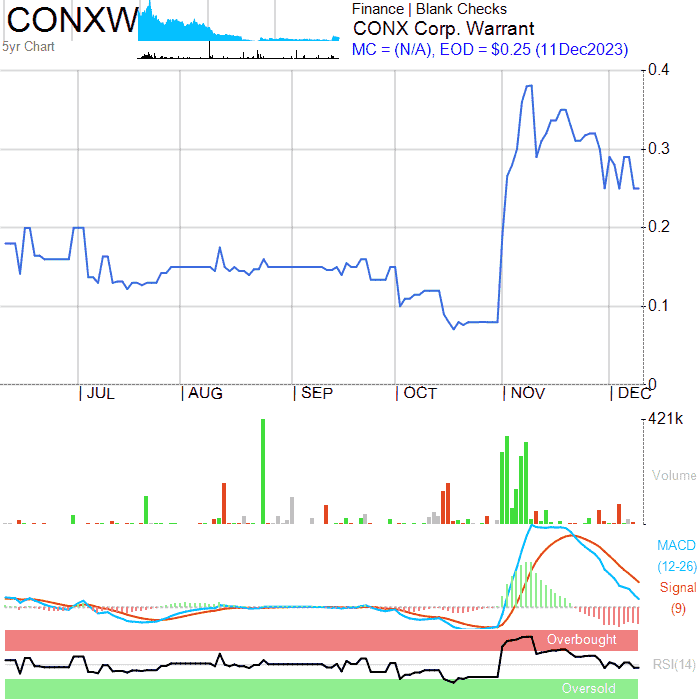 CONXW
5yr Chart
Finance | Blank Checks
CONX Corp. Warrant
MC = (N/A), EOD = $0.25 (11Dec2023)
0.4
0.3
0.2
0.1
0
JUL AUG SEP OCT NOV DEC
421k
Volume
MACD
(12-26)
Signal
(9)
Overbought
RSI(14)
Oversold